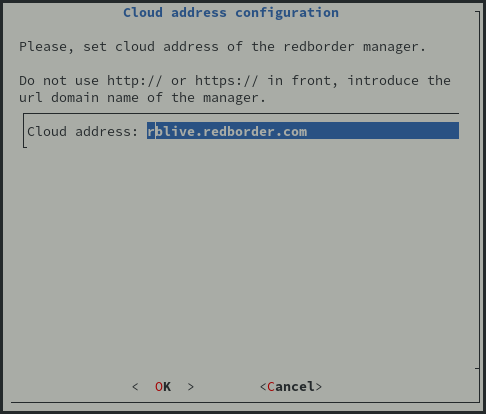 Cloud address configuration
Please, set cloud address of the redborder manager.
Do not use http:// or https:// in front, introduce the
url domain name of the manager.
Cloud address: rblive.redborder.com
<  OK  > <Cancel>